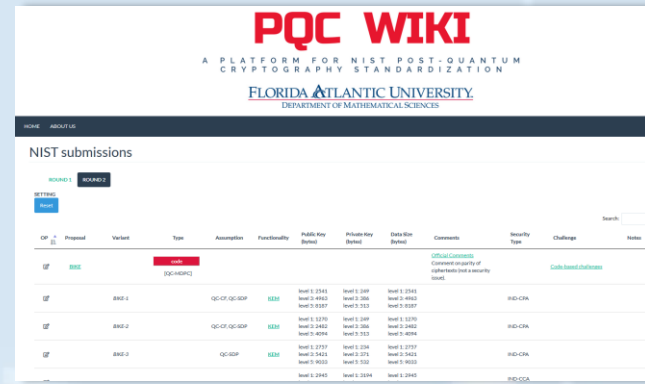 PQC WIKI
A PLATFORM FOR NIST POST-QUANTUM
CRYPTOGRAPHY STANDARDIZATION
FLORIDA ATLANTIC UNIVERSITY.
DEPARTMENT OF MATHEMATICAL SCIENCES
HOME ABOUT US
NIST submissions
ROUND 1 ROUND 2
SETTING
Reset
Search:
OP Proposal Variant Type Assumption Functionality Public Key (bytes) Private Key (bytes) Data Size (bytes) Comments Security Type Challenge Notes
BIKE code [QC-MDPC] Official Comments Comment on parity of ciphertexts (not a security issue). Code-based challenges
BIKE-1 QC-CF, QC-SDP KEM level 1: 2541 level 1: 249 level 1: 2541 IND-CPA
level 3: 4963 level 3: 386 level 3: 4963
level 5: 8187 level 5: 513 level 5: 8187
BIKE-2 QC-CF, QC-SDP KEM level 1: 1270 level 1: 249 level 1: 1270 IND-CPA
level 3: 2482 level 3: 386 level 3: 2482
level 5: 4094 level 5: 513 level 5: 4094
BIKE-3 QC-SDP KEM level 1: 2757 level 1: 234 level 1: 2757 IND-CPA
level 3: 5421 level 3: 371 level 3: 5421
level 5: 9033 level 5: 532 level 5: 9033
level 1: 2945 level 1: 3194 level 1: 2945 IND-CCA